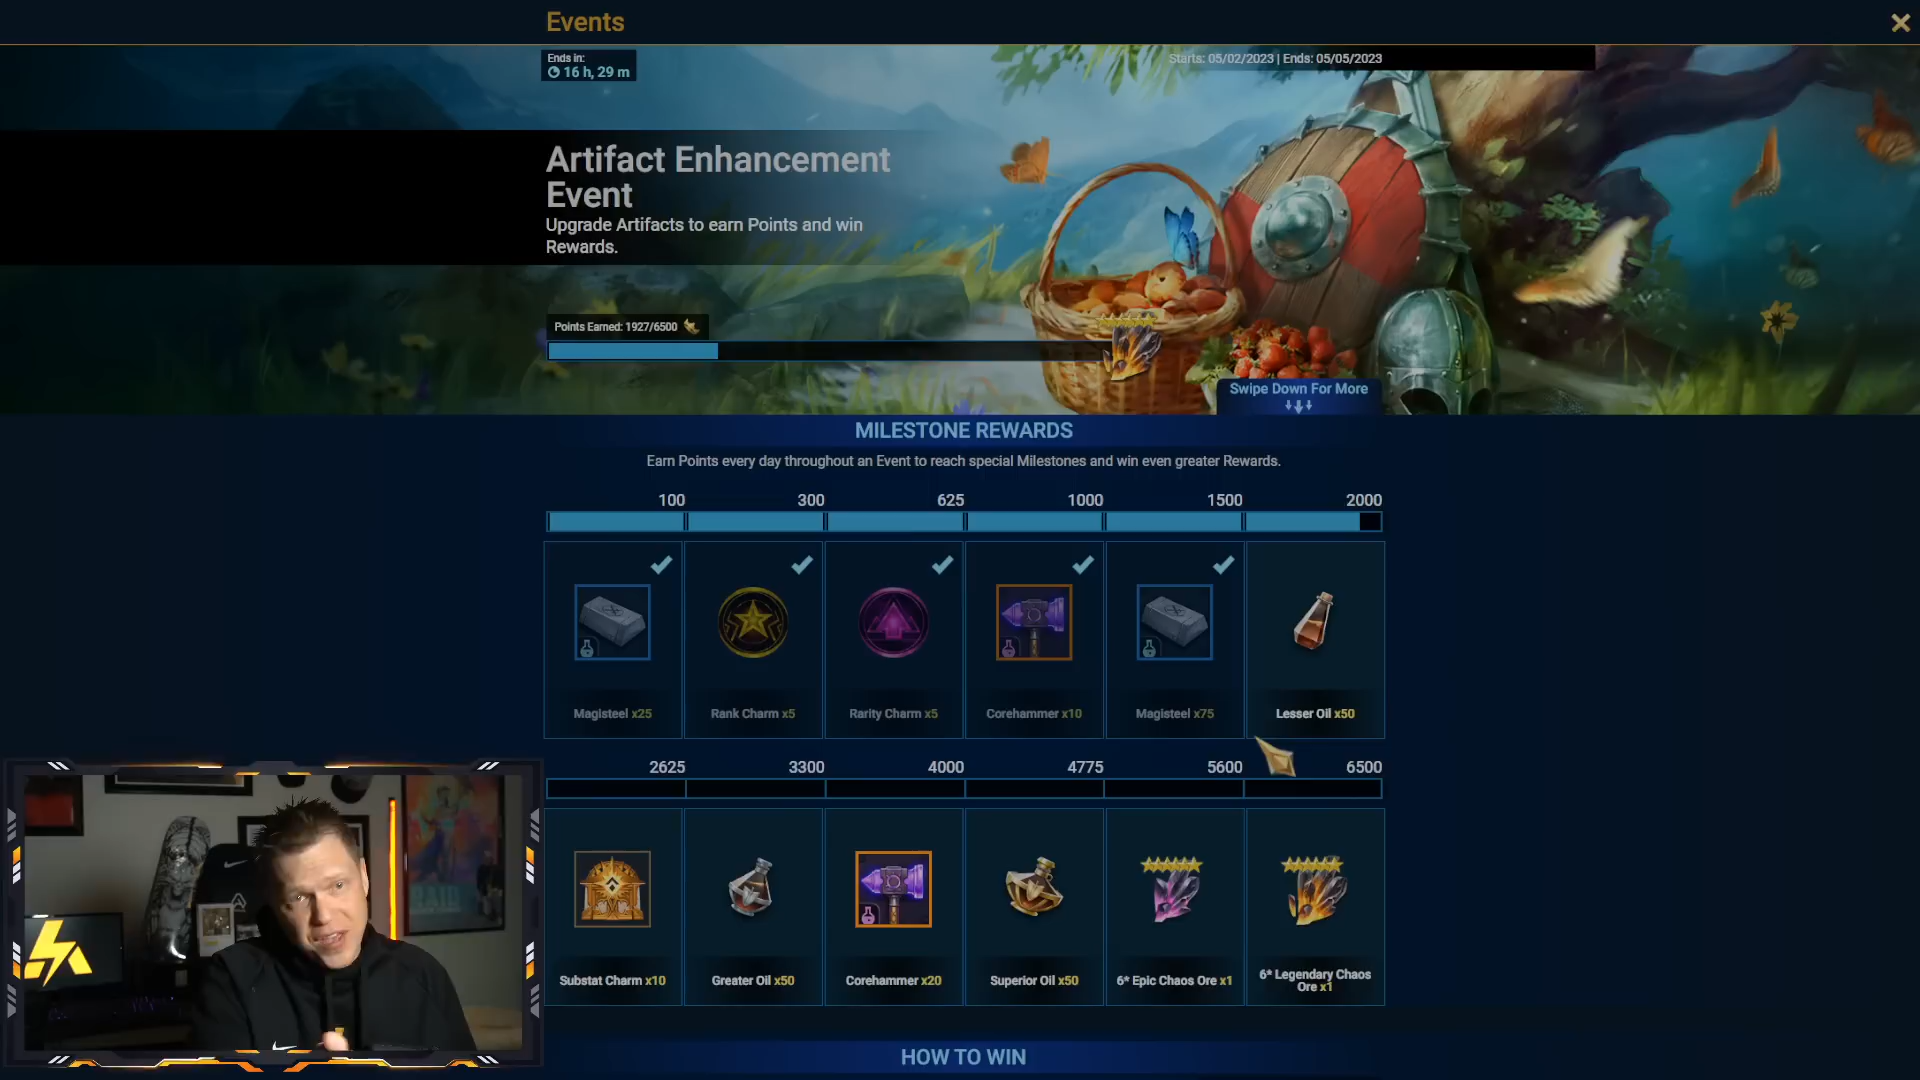 Events
Ends in:
16 h, 29 m
Starts: 05/02/2023 | Ends: 05/05/2023
Artifact Enhancement
Event
Upgrade Artifacts to earn Points and win
Rewards.
Points Earned: 1927/6500
Swipe Down For More
MILESTONE REWARDS
Earn Points every day throughout an Event to reach special Milestones and win even greater Rewards.
100 300 625 1000 1500 2000
Magisteel x25 Rank Charm x5 Rarity Charm x5 Corehammer x10 Magisteel x75 Lesser Oil x50
2625 3300 4000 4775 5600 6500
Substat Charm x10 Greater Oil x50 Corehammer x20 Superior Oil x50 6* Epic Chaos Ore x1 6* Legendary Chaos
Ore x1
HOW TO WIN